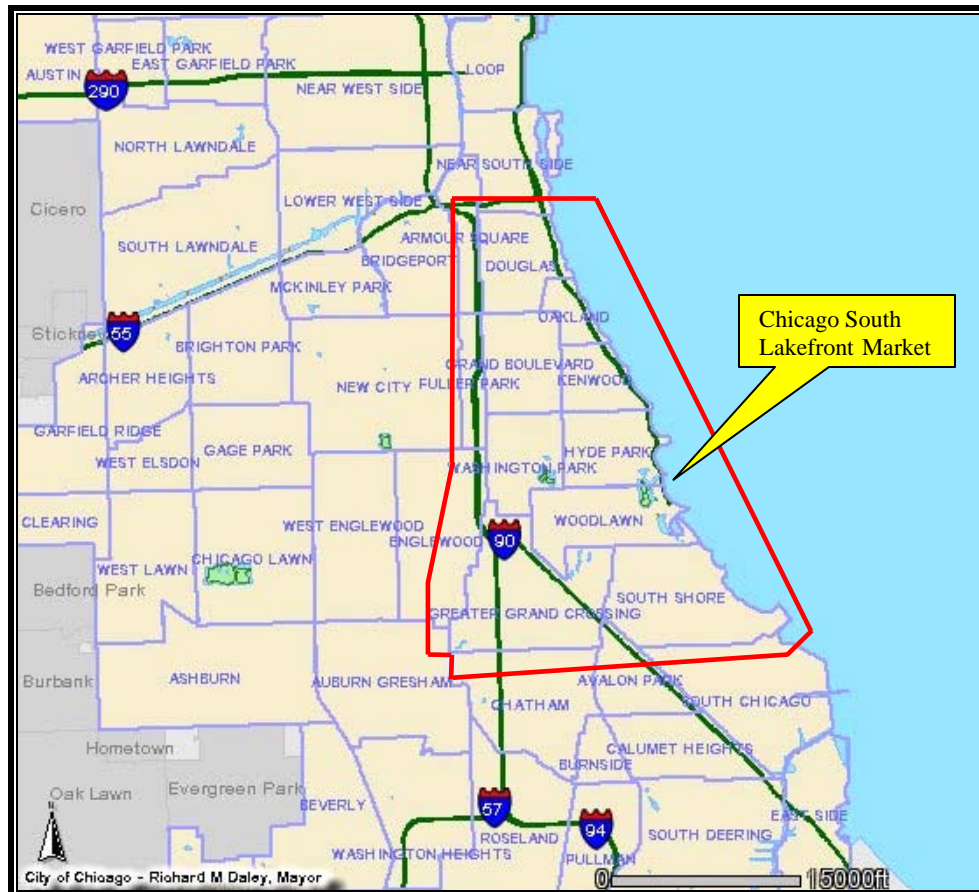 WEST GARFIELD PARK
EAST GARFIELD PARK
AUSTIN
LOOP
290
NEAR WEST SIDE
NORTH LAWNDALE
NEAR SOUTH SIDE
Cicero
LOWER WEST SIDE
ARMOUR SQUARE
SOUTH LAWNDALE
BRIDGEPORT
DOUGLAS
MCKINLEY PARK
OAKLAND
Chicago South
Lakefront Market
Stickney
55
BRIGHTON PARK
GRAND BOULEVARD
ARCHER HEIGHTS
NEW CITY
FULLER PARK
KENWOOD
GARFIELD RIDGE
GAGE PARK
HYDE PARK
WEST ELSDON
WASHINGTON PARK
CLEARING
WEST ENGLEWOOD
WOODLAWN
ENGLEWOOD
90
CHICAGO LAWN
WEST LAWN
Bedford Park
SOUTH SHORE
GREATER GRAND CROSSING
Burbank
ASHBURN
AUBURN GRESHAM
AVALON PARK
SOUTH CHICAGO
CHATHAM
Hometown
CALUMET HEIGHTS
BURNSIDE
Oak Lawn
Evergreen Park
BEVERLY
57
EAST SIDE
N
94
ROSELAND
SOUTH DEERING
WASHINGTON HEIGHTS
PULLMAN
City of Chicago - Richard M Daley, Mayor
0 15000ft